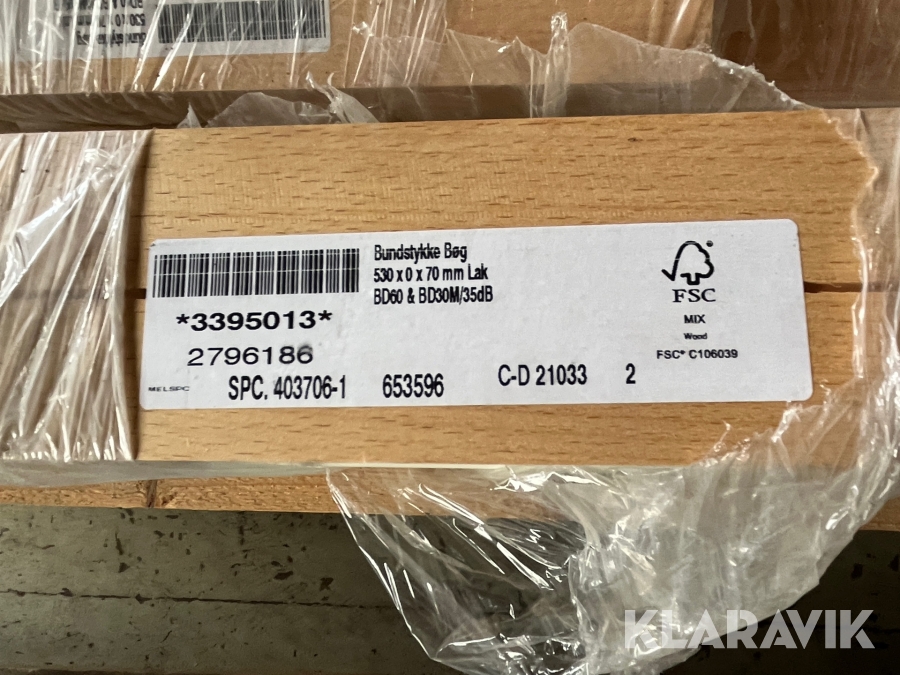 Bundstykke Bøg
530 x 0 x 70 mm Lak
BD60 & BD30M/35dB
*3395013*
2796186
MELSPC
SPC. 403706-1 653596 C-D 21033 2
FSC
MIX
Wood
FSC® C106039
KLARAVIK